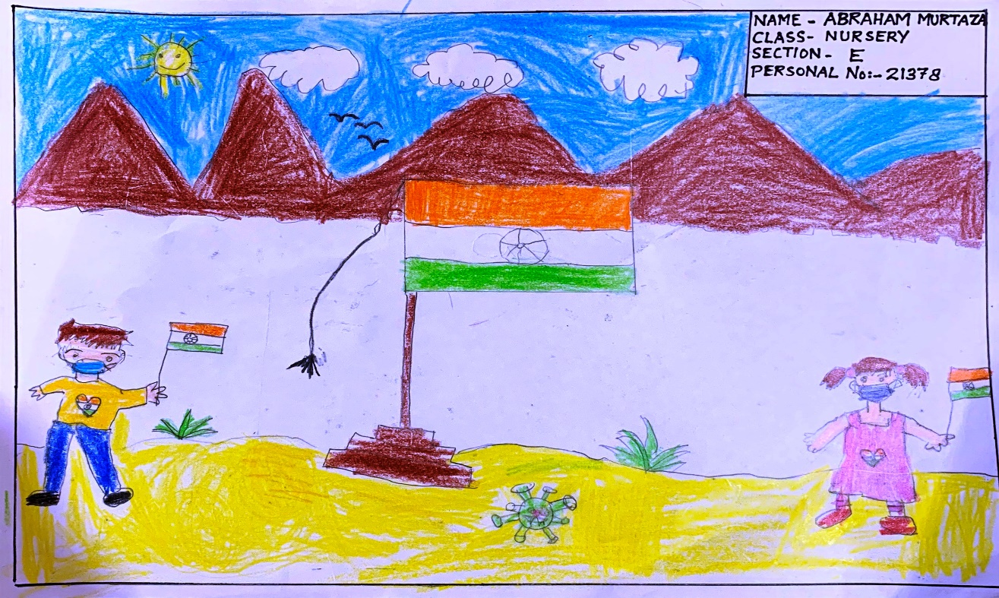 NAME - ABRAHAM MURTAZA
CLASS- NURSERY
SECTION- E
PERSONAL No:-21378